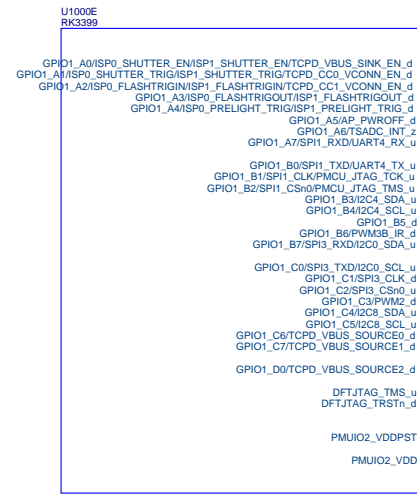 U1000E
RK3399
GPIO1_A0/ISP0_SHUTTER_EN/ISP1_SHUTTER_EN/TCPD_VBUS_SINK_EN_d
GPIO1_A1/ISP0_SHUTTER_TRIG/ISP1_SHUTTER_TRIG/TCPD_CC0_VCONN_EN_d
GPIO1_A2/ISP0_FLASHTRIGIN/ISP1_FLASHTRIGIN/TCPD_CC1_VCONN_EN_d
GPIO1_A3/ISP0_FLASHTRIGOUT/ISP1_FLASHTRIGOUT_d
GPIO1_A4/ISP0_PRELIGHT_TRIG/ISP1_PRELIGHT_TRIG_d
GPIO1_A5/AP_PWROFF_d
GPIO1_A6/TSADC_INT_z
GPIO1_A7/SPI1_RXD/UART4_RX_u
GPIO1_B0/SPI1_TXD/UART4_TX_u
GPIO1_B1/SPI1_CLK/PMCU_JTAG_TCK_u
GPIO1_B2/SPI1_CSn0/PMCU_JTAG_TMS_u
GPIO1_B3/I2C4_SDA_u
GPIO1_B4/I2C4_SCL_u
GPIO1_B5_d
GPIO1_B6/PWM3B_IR_d
GPIO1_B7/SPI3_RXD/I2C0_SDA_u
GPIO1_C0/SPI3_TXD/I2C0_SCL_u
GPIO1_C1/SPI3_CLK_d
GPIO1_C2/SPI3_CSn0_u
GPIO1_C3/PWM2_d
GPIO1_C4/I2C8_SDA_u
GPIO1_C5/I2C8_SCL_u
GPIO1_C6/TCPD_VBUS_SOURCE0_d
GPIO1_C7/TCPD_VBUS_SOURCE1_d
GPIO1_D0/TCPD_VBUS_SOURCE2_d
DFTJTAG_TMS_u
DFTJTAG_TRSTn_d
PMUIO2_VDDPST
PMUIO2_VDD